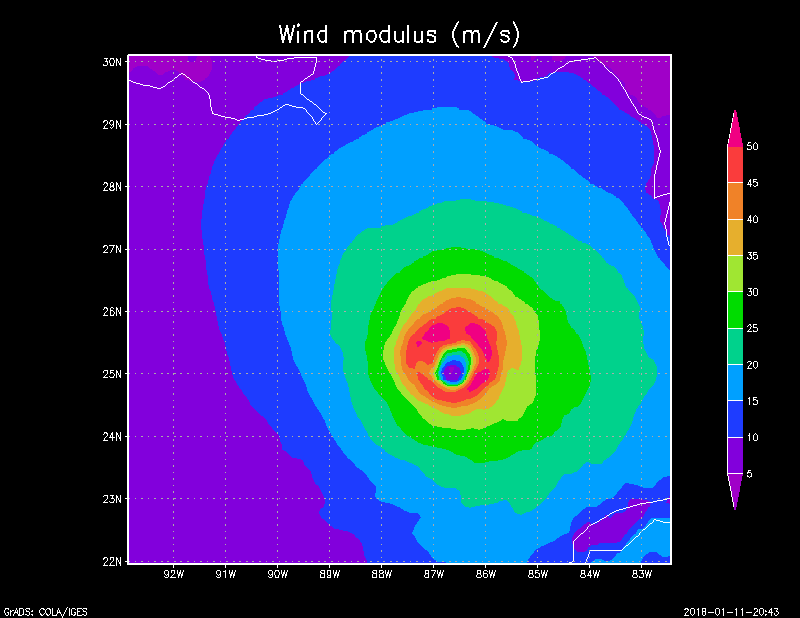 Wind modulus (m/s)
30N
29N
28N
27N
26N
25N
24N
23N
22N
92W 91W 90W 89W 88W 87W 86W 85W 84W 83W
50
45
40
35
30
25
20
15
10
5
GrADS: COLA/IGES
2018-01-11-20:43